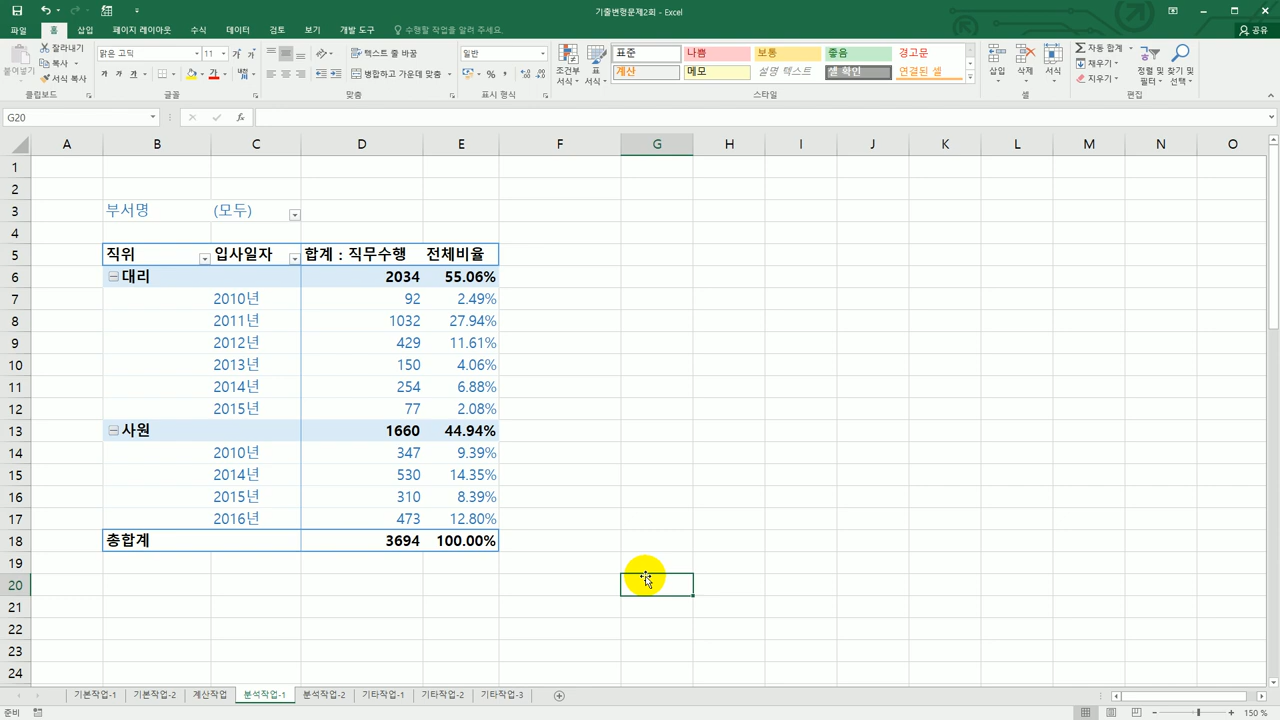 기출변형문제2회 - Excel
파일 홈 삽입 페이지 레이아웃 수식 데이터 검토 보기 개발 도구 수행할 작업을 알려 주세요. 공유
붙여넣기 잘라내기 복사 서식 복사 클립보드
맑은 고딕 11 가 가 가 가 가 글꼴
텍스트 줄 바꿈 병합하고 가운데 맞춤 맞춤
일반 % 표시 형식
조건부 서식 표 서식 표준 나쁨 보통 좋음 경고문
계산 메모 설명 텍스트 셀 확인 연결된 셀 스타일
삽입 삭제 서식 셀
자동 합계 채우기 지우기 정렬 및 필터 찾기 및 선택 편집
G20 fx
A B C D E F G H I J K L M N O
1
2
3 부서명 (모두)
4
5 직위 입사일자 합계 : 직무수행 전체비율
6 대리 2034 55.06%
7 2010년 92 2.49%
8 2011년 1032 27.94%
9 2012년 429 11.61%
10 2013년 150 4.06%
11 2014년 254 6.88%
12 2015년 77 2.08%
13 사원 1660 44.94%
14 2010년 347 9.39%
15 2014년 530 14.35%
16 2015년 310 8.39%
17 2016년 473 12.80%
18 총합계 3694 100.00%
19
20
21
22
23
24
기본작업-1 기본작업-2 계산작업 분석작업-1 분석작업-2 기타작업-1 기타작업-2 기타작업-3
준비 150 %